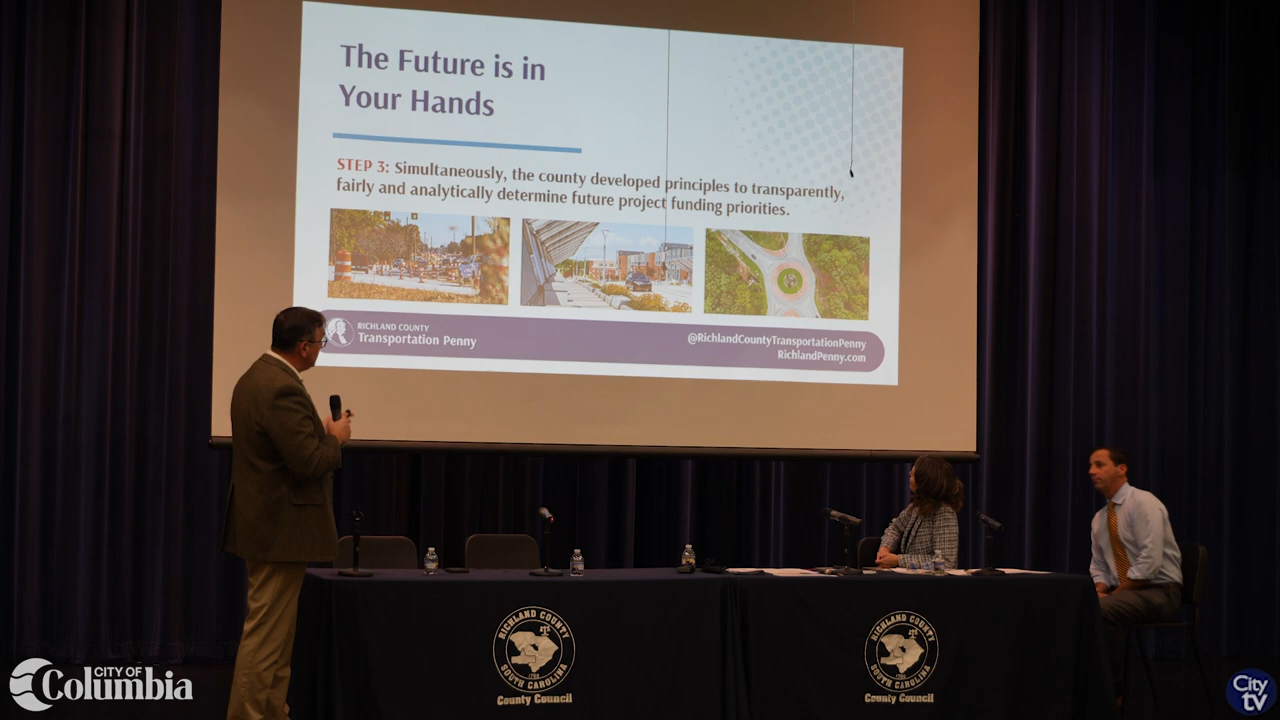 The Future is in
Your Hands
STEP 3: Simultaneously, the county developed principles to transparently,
fairly and analytically determine future project funding priorities.
RICHLAND COUNTY
Transportation Penny
@RichlandCountyTransportationPenny
RichlandPenny.com
RICHLAND COUNTY
SOUTH CAROLINA
1799
County Council
RICHLAND COUNTY
SOUTH CAROLINA
1799
County Council
CITY OF
Columbia
City
tv